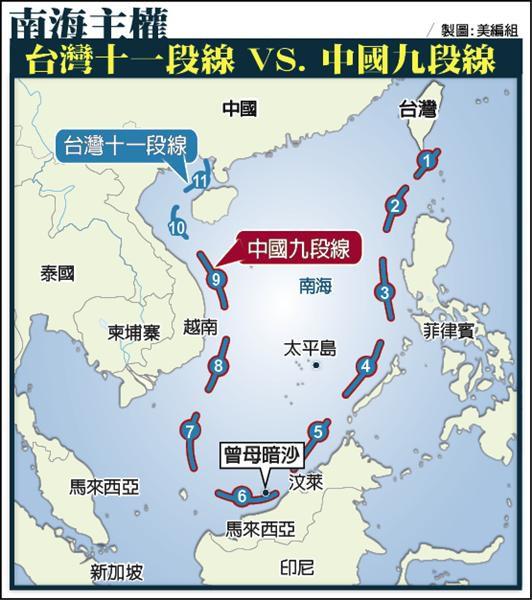 南海主權
製圖:美編組
台灣十一段線 VS. 中國九段線
中國
台灣
台灣十一段線
1
11
2
10
中國九段線
9
泰國
南海
3
越南
菲律賓
柬埔寨
太平島
8
4
7
5
曾母暗沙
馬來西亞
6
汶萊
馬來西亞
新加坡
印尼